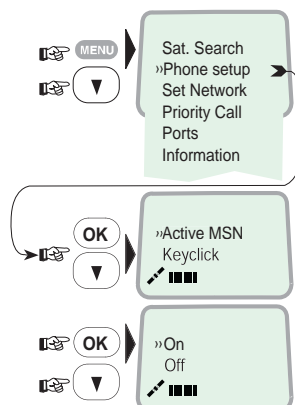 MENU
Sat. Search
»Phone setup
Set Network
Priority Call
Ports
Information
OK
»Active MSN
Keyclick
OK
»On
Off